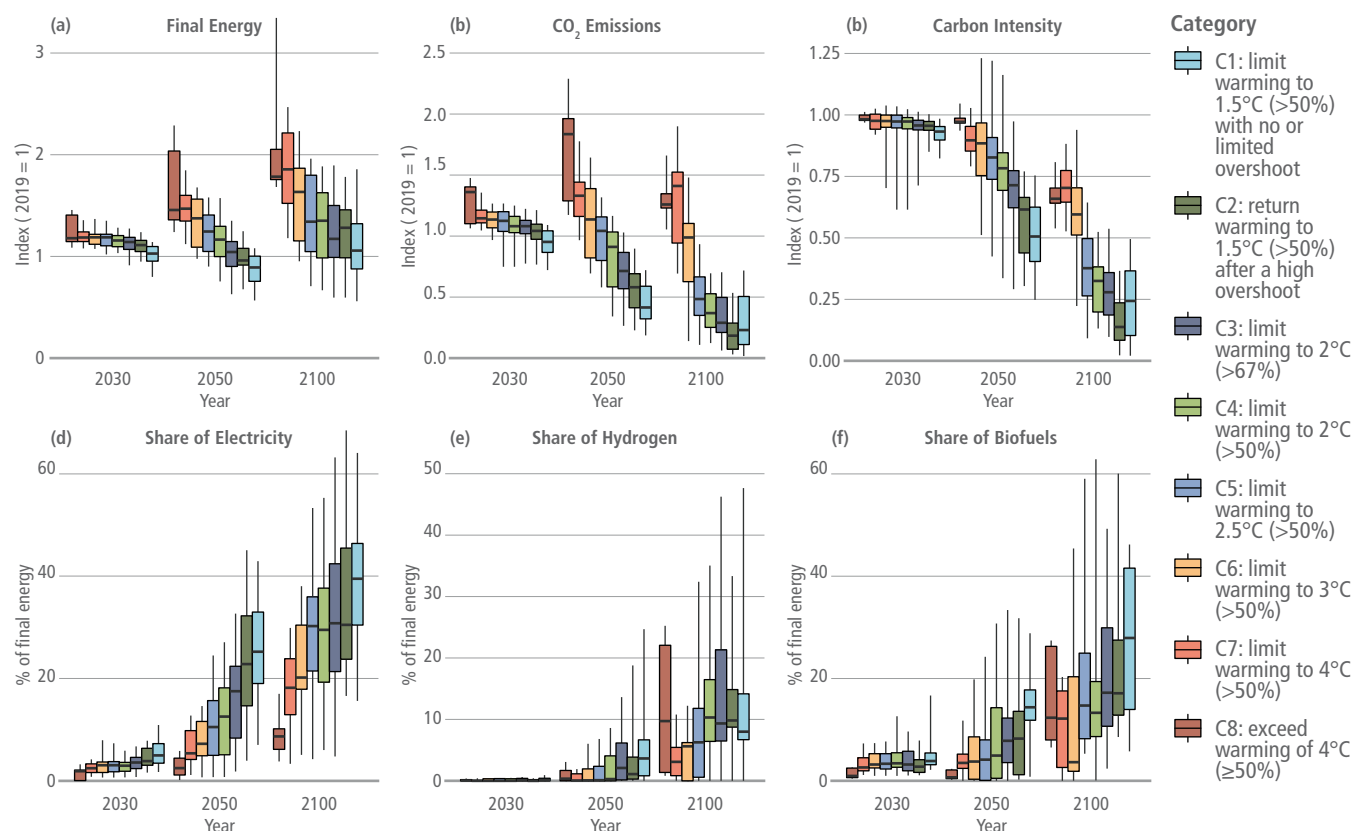 (a) Final Energy
3
2
1
0
Index ( 2019 = 1)
2030 2050 2100
Year
(b) CO2 Emissions
2.5
2.0
1.5
1.0
0.5
0.0
Index ( 2019 = 1)
2030 2050 2100
Year
(b) Carbon Intensity
1.25
1.00
0.75
0.50
0.25
0.00
Index ( 2019 = 1)
2030 2050 2100
Year
(d) Share of Electricity
60
40
20
0
% of final energy
2030 2050 2100
Year
(e) Share of Hydrogen
50
40
30
20
10
0
% of final energy
2030 2050 2100
Year
(f) Share of Biofuels
60
40
20
0
% of final energy
2030 2050 2100
Year
Category
C1: limit
warming to
1.5°C (>50%)
with no or
limited
overshoot
C2: return
warming to
1.5°C (>50%)
after a high
overshoot
C3: limit
warming to 2°C
(>67%)
C4: limit
warming to
2°C (>50%)
C5: limit
warming to
2.5°C (>50%)
C6: limit
warming to 3°C
(>50%)
C7: limit
warming to 4°C
(>50%)
C8: exceed
warming of 4°C
(≥50%)